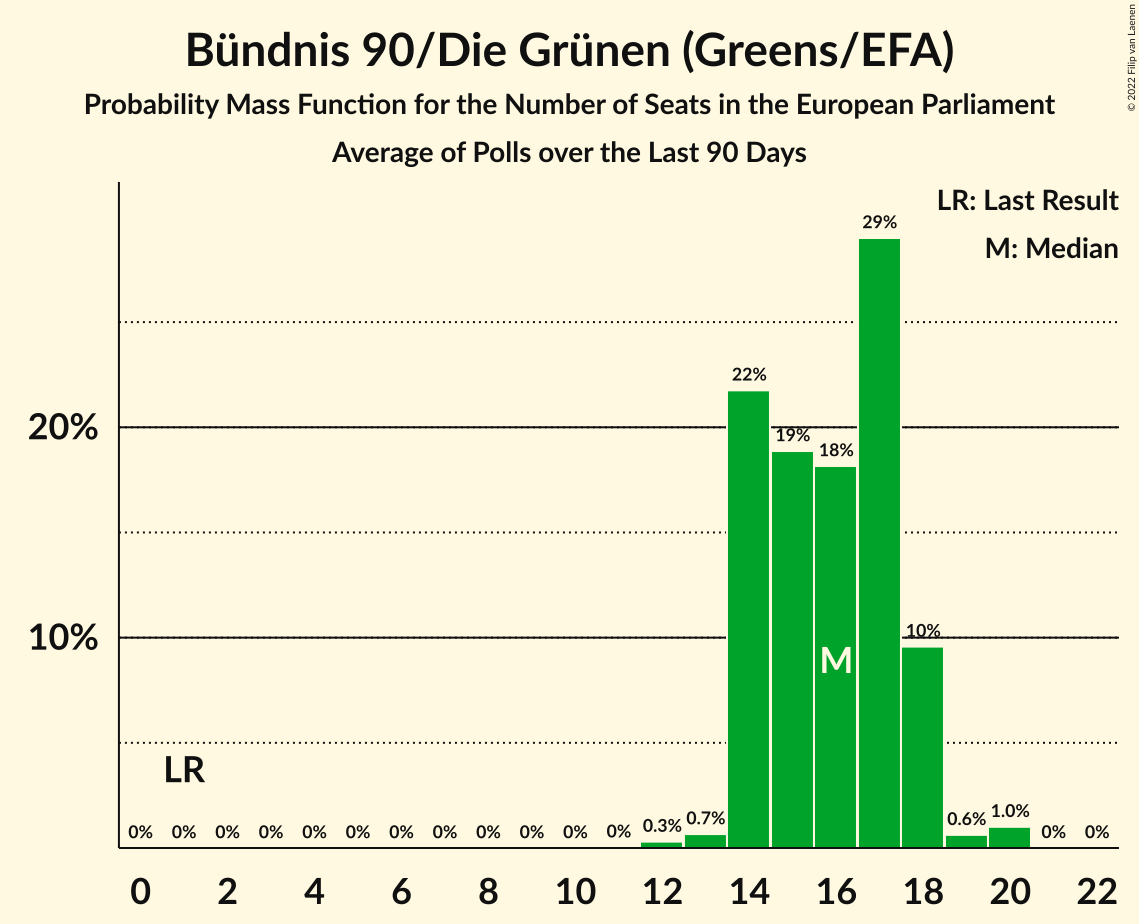 Bündnis 90/Die Grünen (Greens/EFA)
Probability Mass Function for the Number of Seats in the European Parliament
Average of Polls over the Last 90 Days
© 2022 Filip van Laenen
LR: Last Result
M: Median
29%
22%
20%
19%
18%
10%
10%
M
LR
0% 0% 0% 0% 0% 0% 0% 0% 0% 0% 0% 0% 0.3% 0.7% 0.6% 1.0% 0% 0%
0 2 4 6 8 10 12 14 16 18 20 22